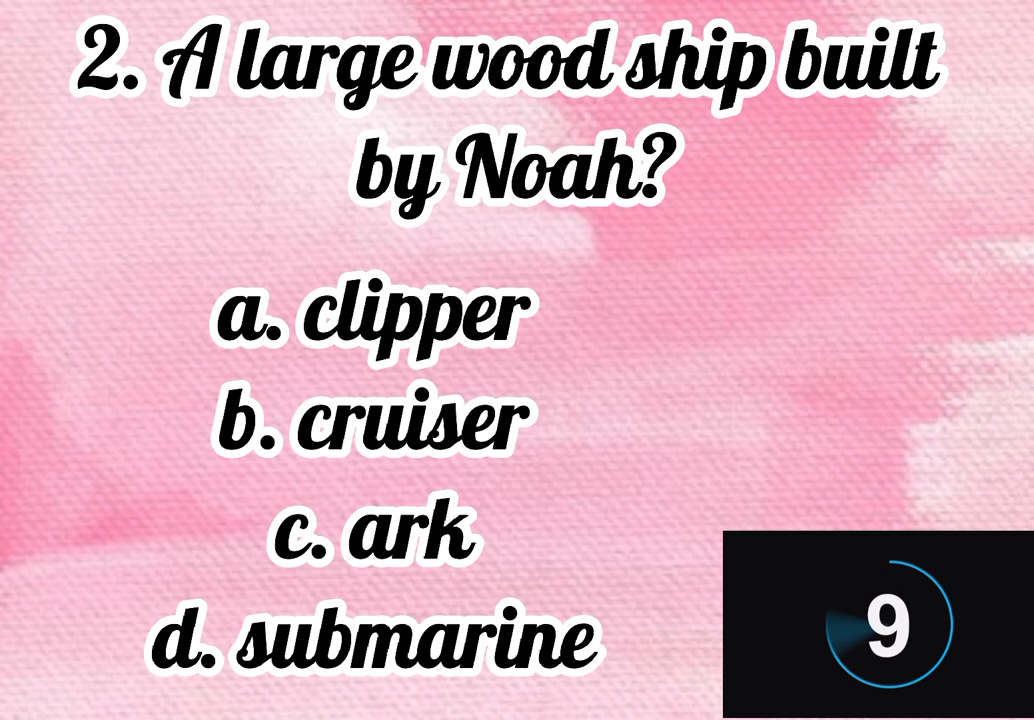 2. A large wood ship built
by Noah?
a. clipper
b. cruiser
c. ark
d. submarine
9